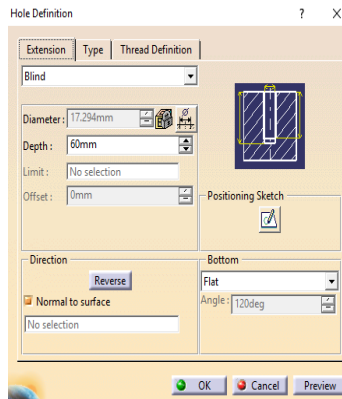 Hole Definition ? X
Extension Type Thread Definition
Blind
Diameter : 17.294mm
Depth : 60mm
Limit : No selection
Offset : 0mm
Positioning Sketch
Direction
Reverse
Normal to surface
No selection
Bottom
Flat
Angle : 120deg
OK Cancel Preview